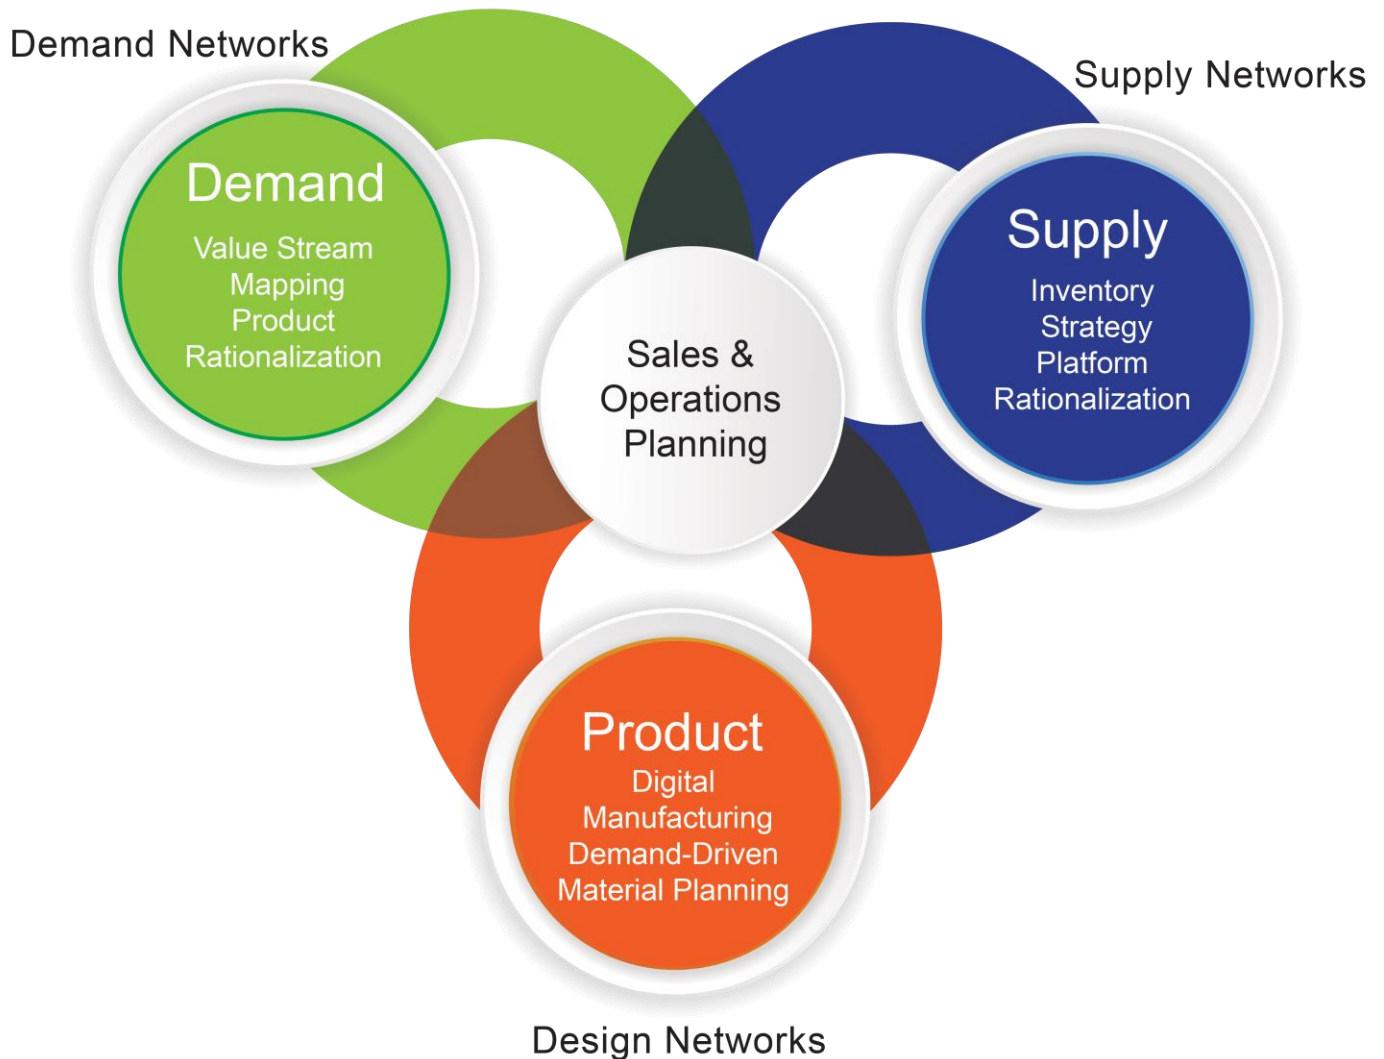 Demand Networks
Supply Networks
Demand
Value Stream
Mapping
Product
Rationalization
Supply
Inventory
Strategy
Platform
Rationalization
Sales &
Operations
Planning
Product
Digital
Manufacturing
Demand-Driven
Material Planning
Design Networks